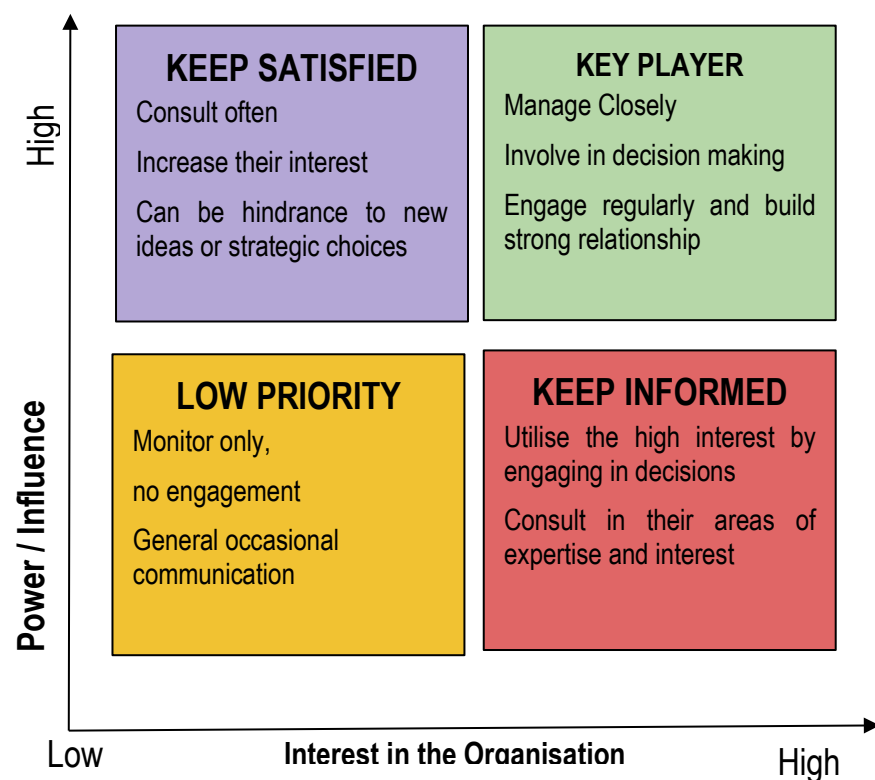 High
KEEP SATISFIED
Consult often
Increase their interest
Can be hindrance to new
ideas or strategic choices
KEY PLAYER
Manage Closely
Involve in decision making
Engage regularly and build
strong relationship
Power / Influence
LOW PRIORITY
Monitor only,
no engagement
General occasional
communication
KEEP INFORMED
Utilise the high interest by
engaging in decisions
Consult in their areas of
expertise and interest
Low
Interest in the Organisation
High